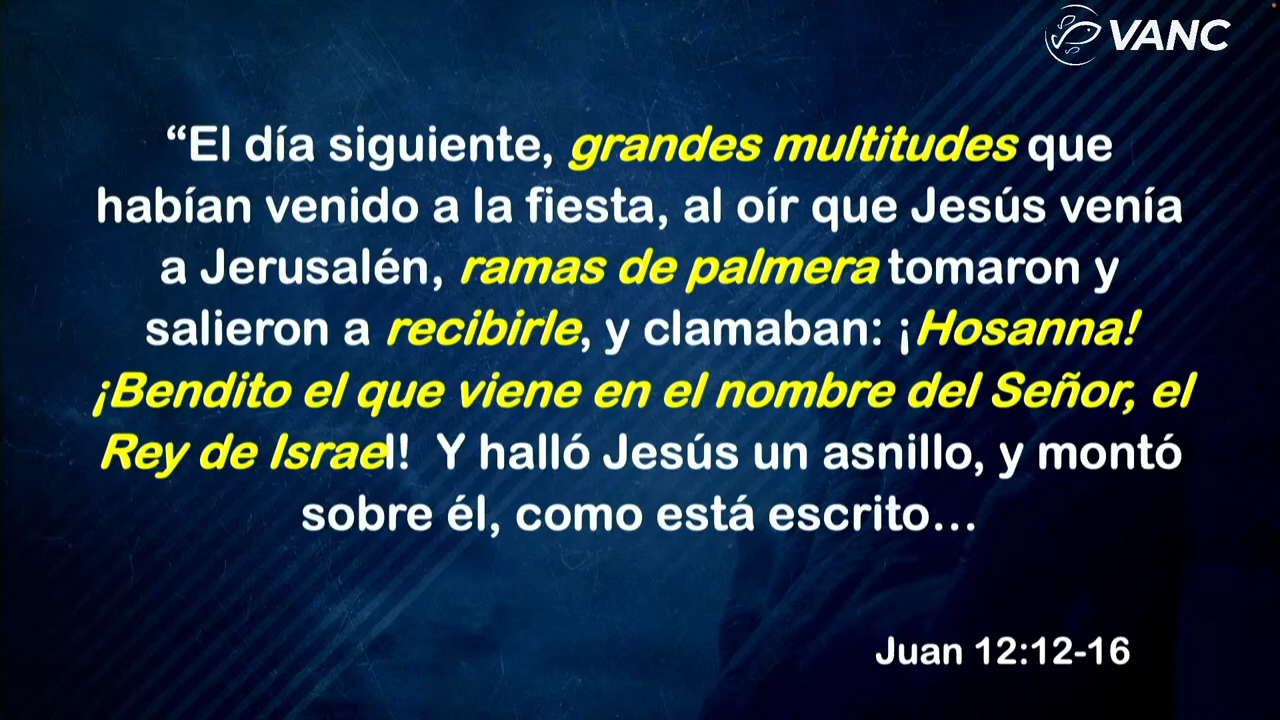 VANC
“El día siguiente, grandes multitudes que
habían venido a la fiesta, al oír que Jesús venía
a Jerusalén, ramas de palmera tomaron y
salieron a recibirle, y clamaban: ¡Hosanna!
¡Bendito el que viene en el nombre del Señor, el
Rey de Israel!  Y halló Jesús un asnillo, y montó
sobre él, como está escrito…
Juan 12:12-16